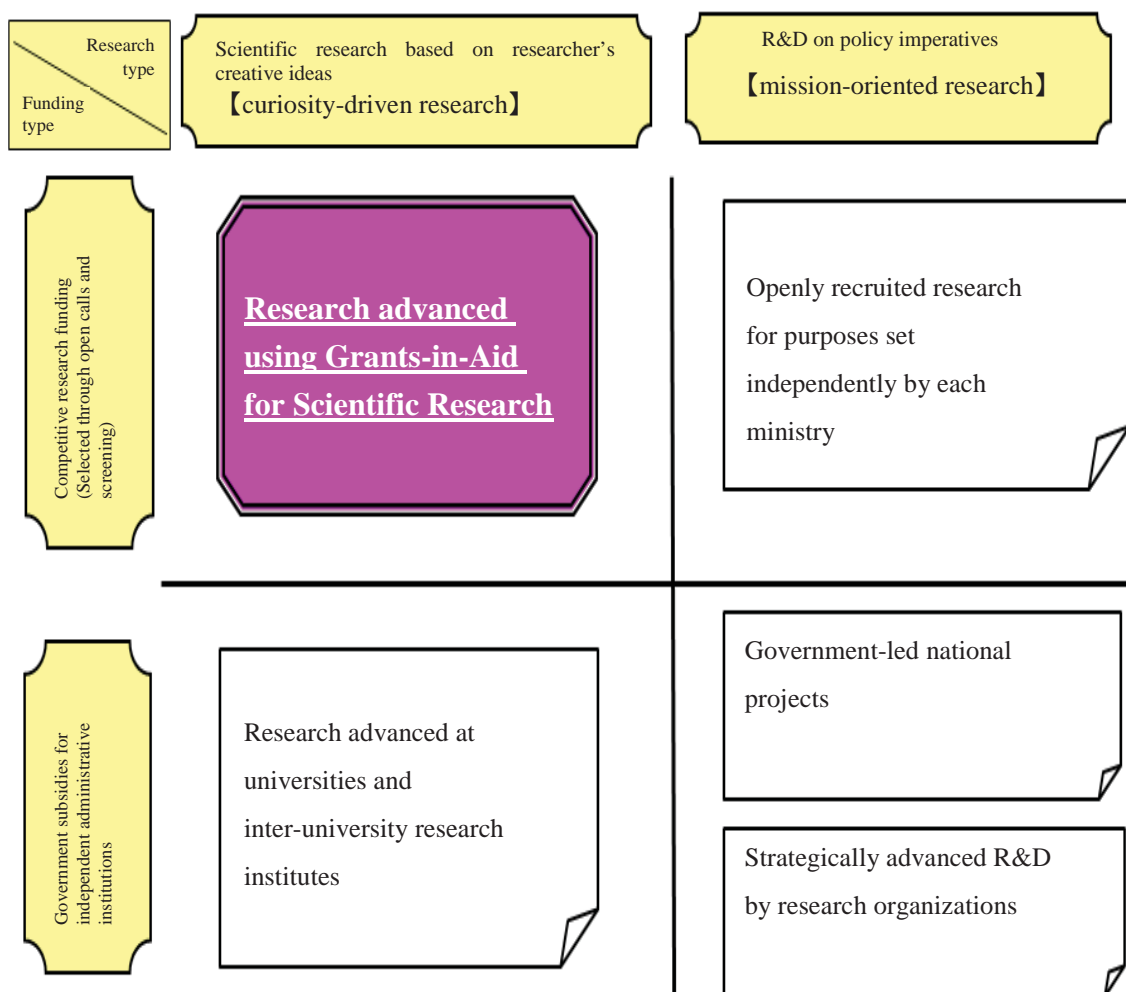 Research
type
Funding
type
Scientific research based on researcher's
creative ideas
【curiosity-driven research】
R&D on policy imperatives
【mission-oriented research】
Competitive research funding
(Selected through open calls and
screening)
Research advanced
using Grants-in-Aid
for Scientific Research
Openly recruited research
for purposes set
independently by each
ministry
Government subsidies for
independent administrative
institutions
Research advanced at
universities and
inter-university research
institutes
Government-led national
projects
Strategically advanced R&D
by research organizations